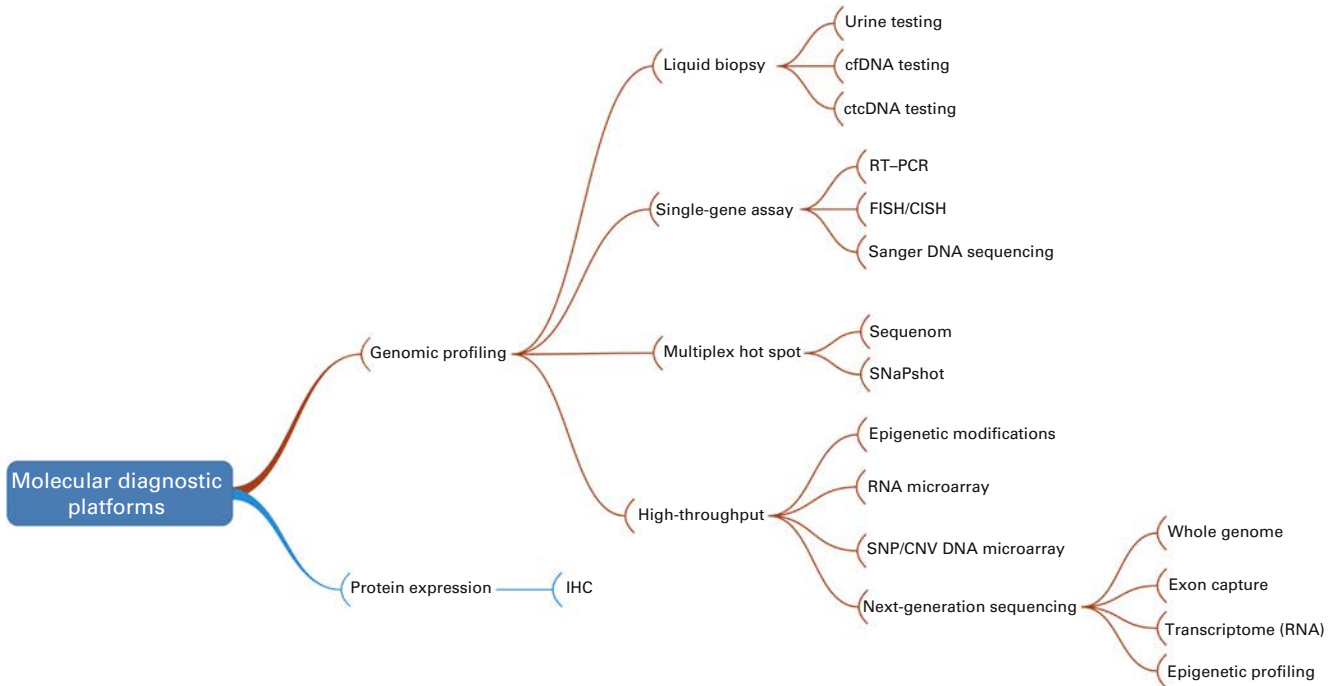 Urine testing
Liquid biopsy
cfDNA testing
ctcDNA testing
RT–PCR
Single-gene assay
FISH/CISH
Sanger DNA sequencing
Genomic profiling
Multiplex hot spot
Sequenom
SNaPshot
Molecular diagnostic
platforms
Epigenetic modifications
RNA microarray
High-throughput
SNP/CNV DNA microarray
Next-generation sequencing
Whole genome
Exon capture
Transcriptome (RNA)
Epigenetic profiling
Protein expression
IHC